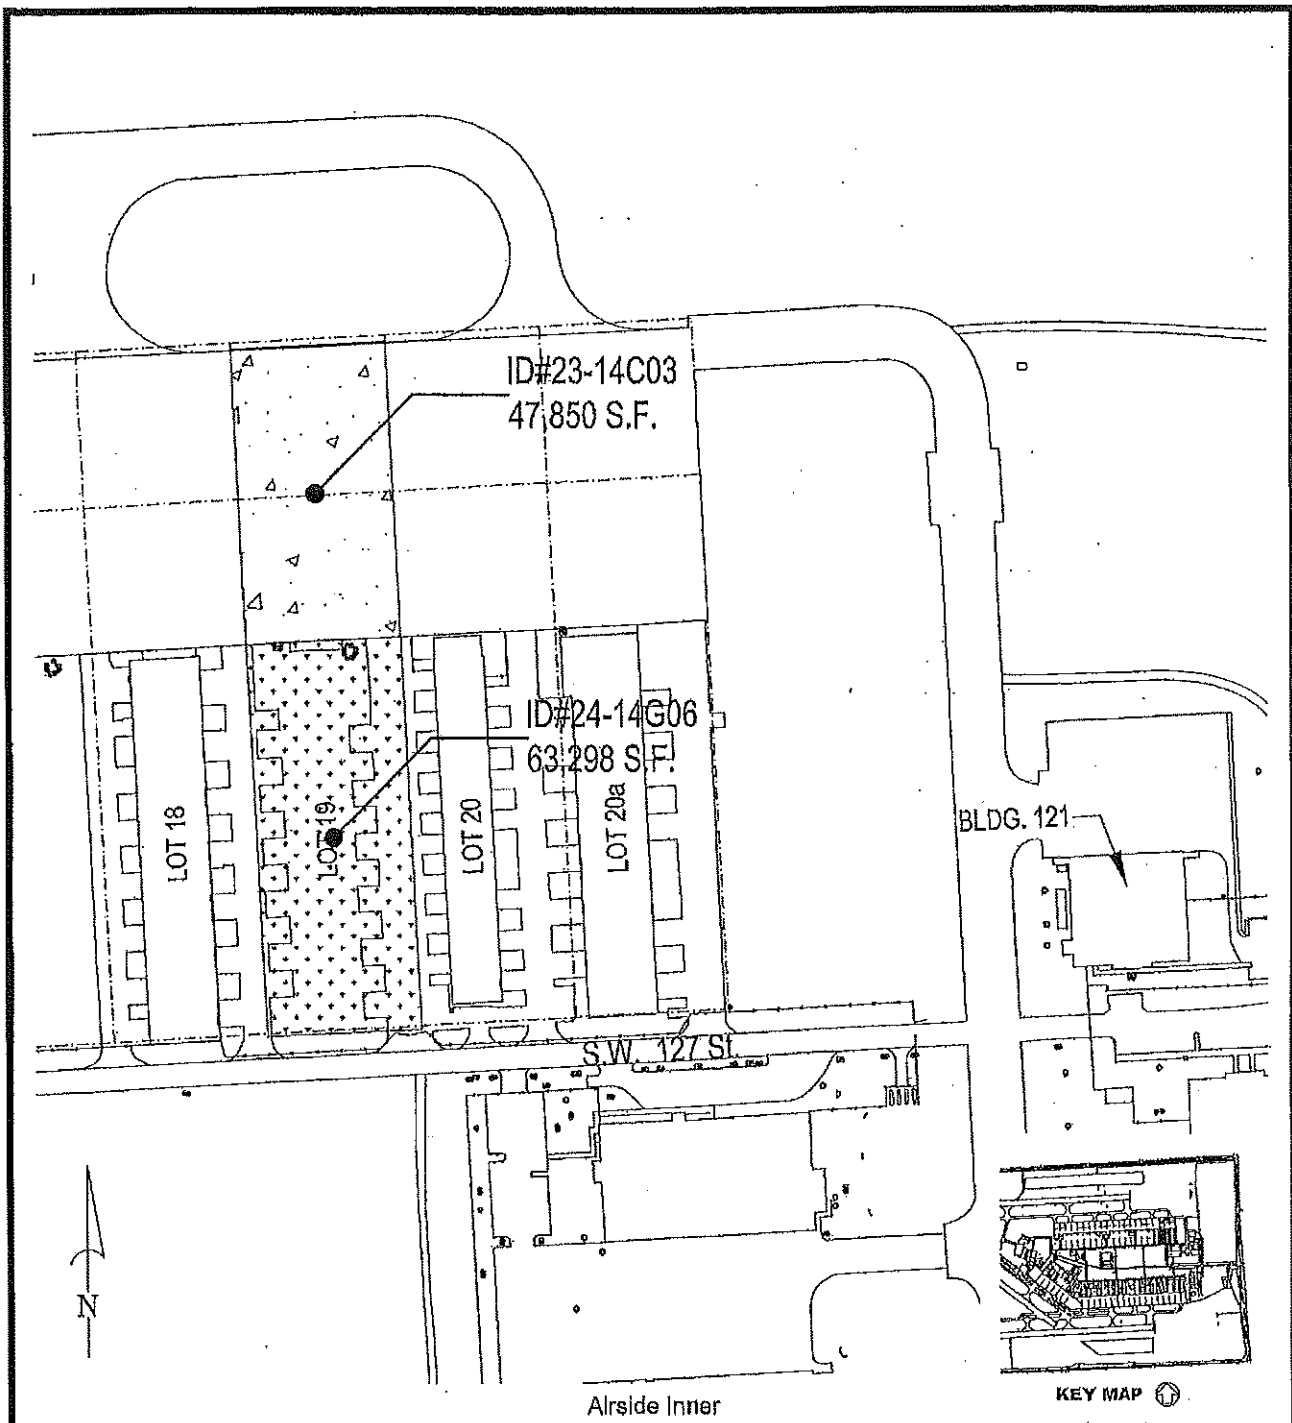 ID#23-14C03
47,850 S.F.
ID#24-14G06
63,298 S.F.
LOT 18
LOT 19
LOT 20
LOT 20a
BLDG. 121
S.W. 127 St
N
KEY MAP
Airside Inner